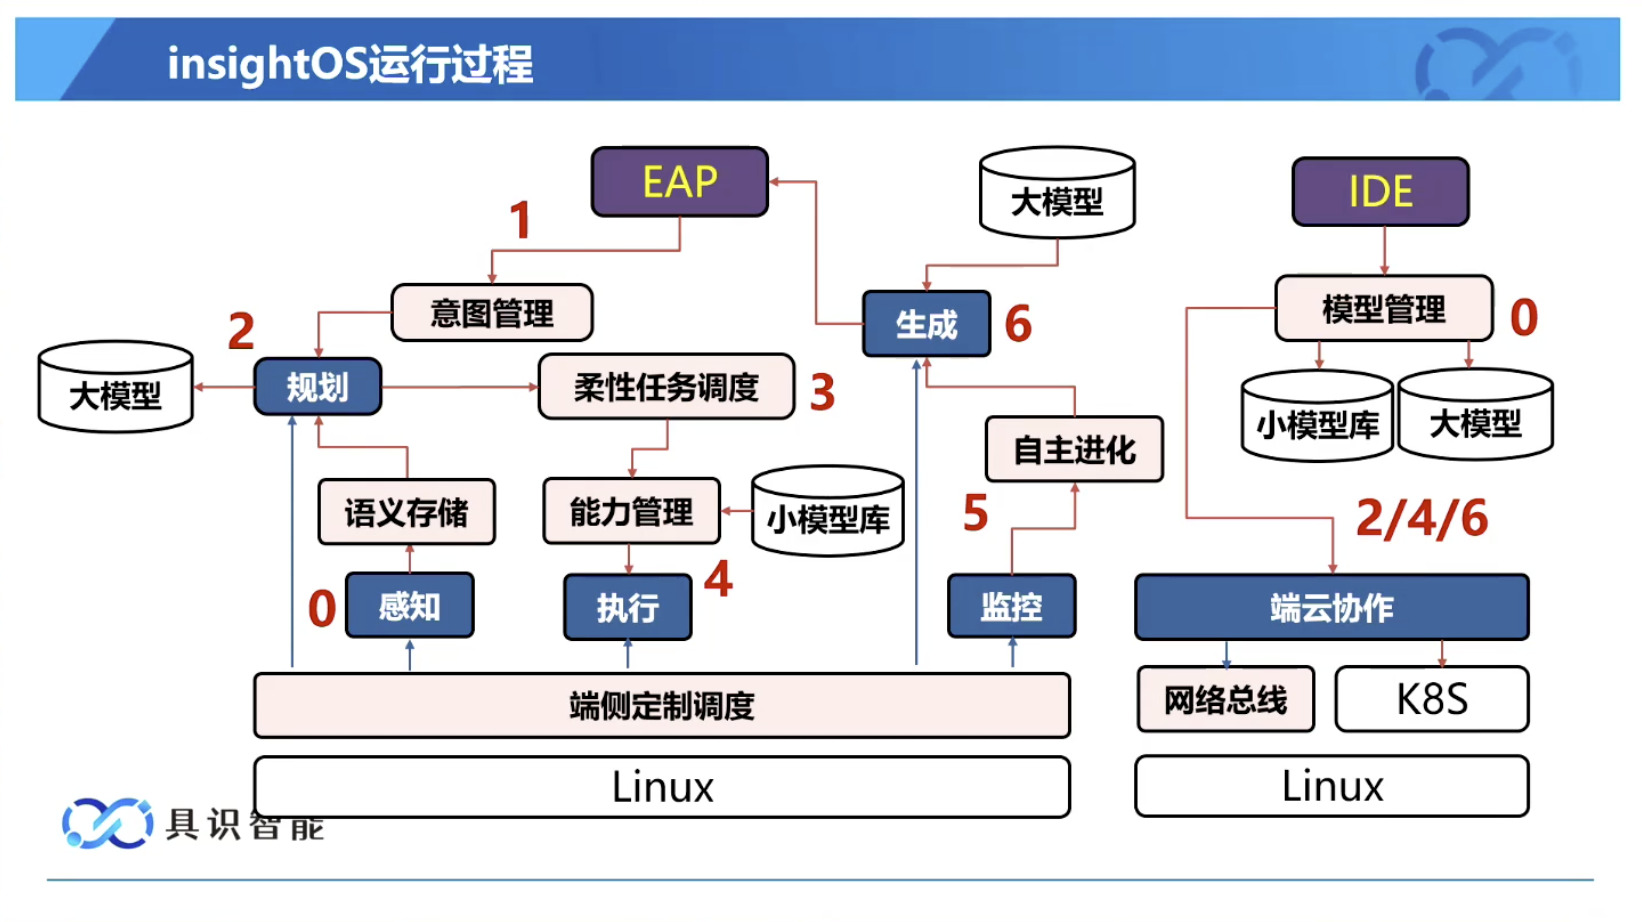 insightOS运行过程
EAP
大模型
IDE
1
意图管理
生成
6
模型管理
0
2
大模型
规划
柔性任务调度
3
小模型库
大模型
自主进化
语义存储
能力管理
小模型库
5
2/4/6
0
感知
执行
4
监控
端云协作
端侧定制调度
网络总线
K8S
Linux
Linux
具识智能